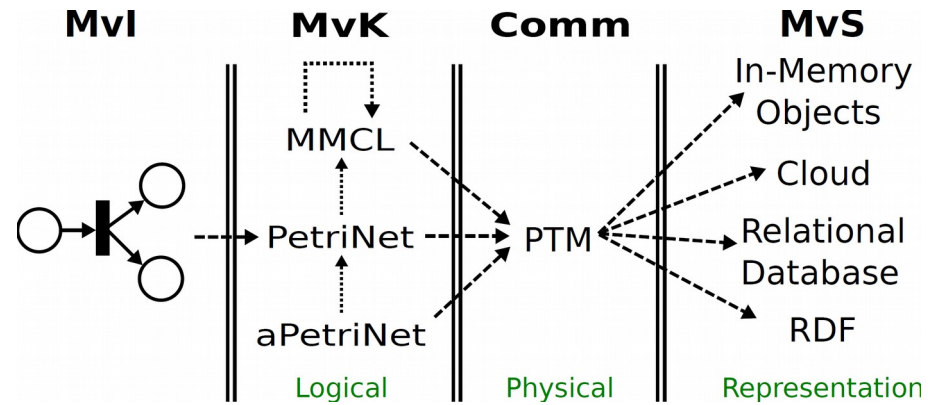 MvI
MvK
Comm
MvS
MMCL
PetriNet
aPetriNet
PTM
In-Memory
Objects
Cloud
Relational
Database
RDF
Logical
Physical
Representation